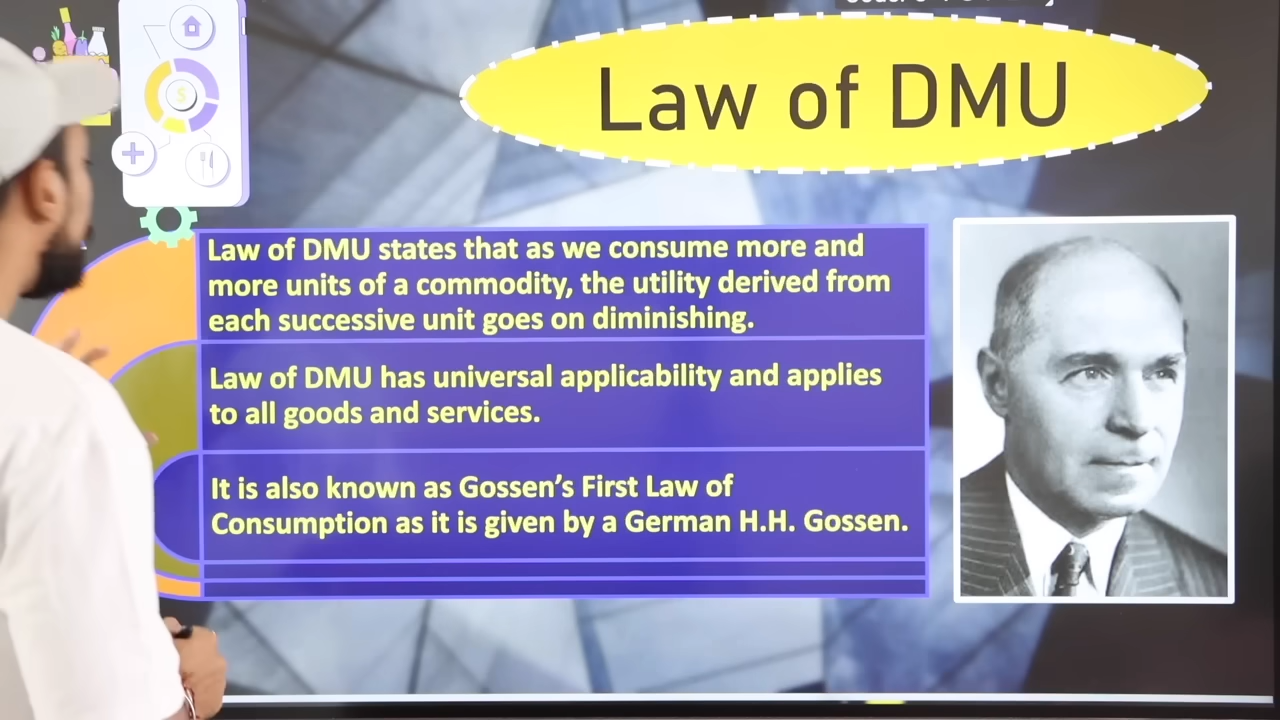 Law of DMU
Law of DMU states that as we consume more and
more units of a commodity, the utility derived from
each successive unit goes on diminishing.
Law of DMU has universal applicability and applies
to all goods and services.
It is also known as Gossen’s First Law of
Consumption as it is given by a German H.H. Gossen.
$